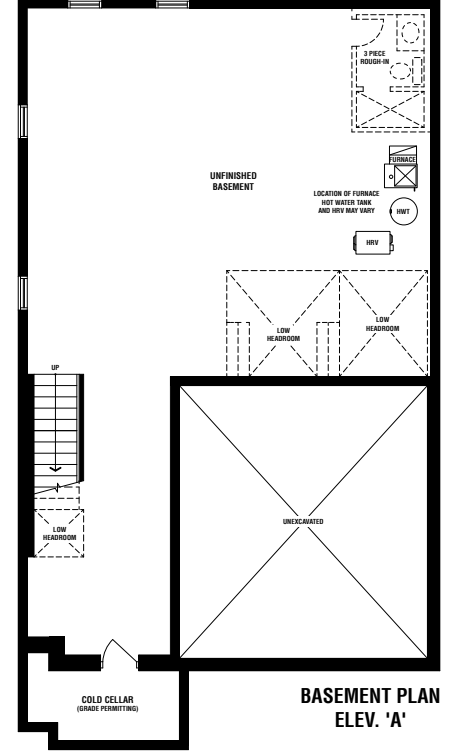 3 PIECE
ROUGH-IN
UNFINISHED
BASEMENT
FURNACE
LOCATION OF FURNACE
HOT WATER TANK
AND HRV MAY VARY
HWT
HRV
LOW
HEADROOM
LOW
HEADROOM
UP
UNEXCAVATED
LOW
HEADROOM
COLD CELLAR
(GRADE PERMITTING)
BASEMENT PLAN
ELEV. 'A'